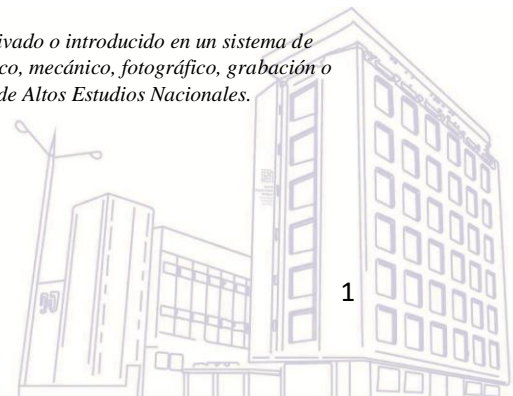 ivado o introducido en un sistema de
co, mecánico, fotográfico, grabación o
de Altos Estudios Nacionales.
1